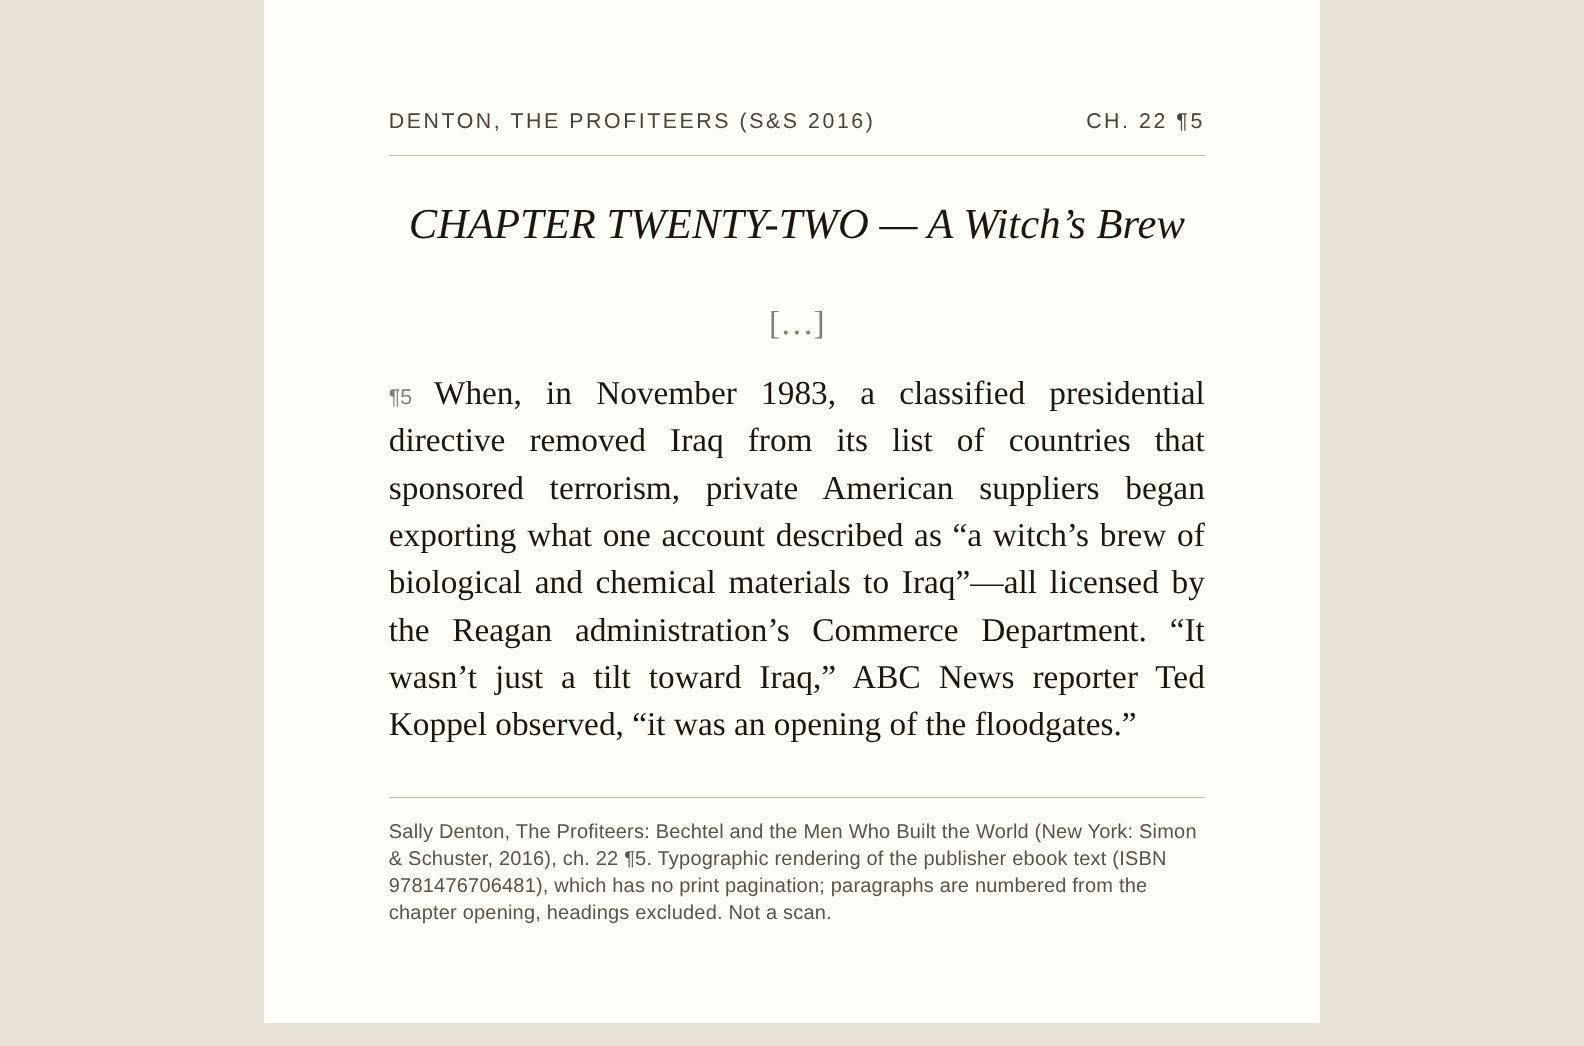 DENTON, THE PROFITEERS (S&S 2016)
CH. 22 ¶5
CHAPTER TWENTY-TWO — A Witch’s Brew
[…]
¶5 When, in November 1983, a classified presidential
directive removed Iraq from its list of countries that
sponsored terrorism, private American suppliers began
exporting what one account described as “a witch’s brew of
biological and chemical materials to Iraq”—all licensed by
the Reagan administration’s Commerce Department. “It
wasn’t just a tilt toward Iraq,” ABC News reporter Ted
Koppel observed, “it was an opening of the floodgates.”
Sally Denton, The Profiteers: Bechtel and the Men Who Built the World (New York: Simon
& Schuster, 2016), ch. 22 ¶5. Typographic rendering of the publisher ebook text (ISBN
9781476706481), which has no print pagination; paragraphs are numbered from the
chapter opening, headings excluded. Not a scan.